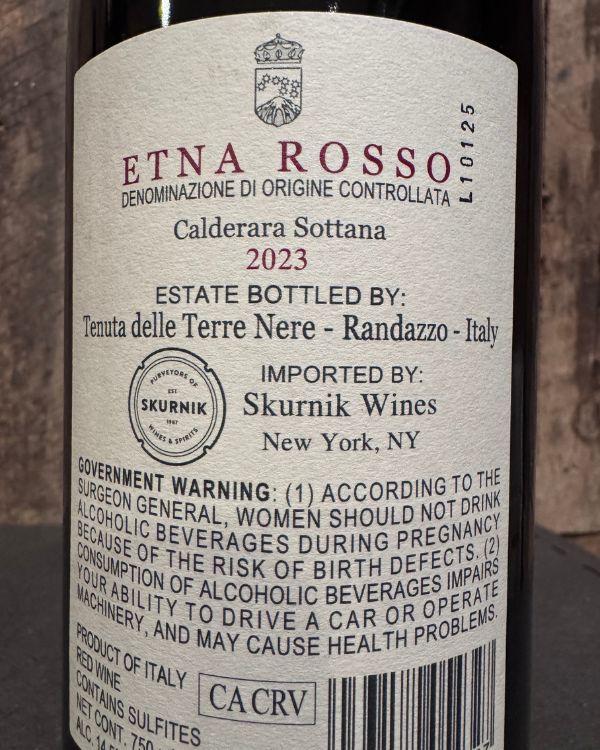 ETNA ROSSO
L10125
DENOMINAZIONE DI ORIGINE CONTROLLATA
Calderara Sottana
2023
ESTATE BOTTLED BY:
Tenuta delle Terre Nere - Randazzo - Italy
PURVEYORS OF
EST
SKURNIK
1987
WINES & SPIRITS
IMPORTED BY:
Skurnik Wines
New York, NY
GOVERNMENT WARNING: (1) ACCORDING TO THE
SURGEON GENERAL, WOMEN SHOULD NOT DRINK
ALCOHOLIC BEVERAGES DURING PREGNANCY
BECAUSE OF THE RISK OF BIRTH DEFECTS. (2)
CONSUMPTION OF ALCOHOLIC BEVERAGES IMPAIRS
YOUR ABILITY TO DRIVE A CAR OR OPERATE
MACHINERY, AND MAY CAUSE HEALTH PROBLEMS.
PRODUCT OF ITALY
RED WINE
CONTAINS SULFITES
NET CONT. 750
ALC.
CA CRV